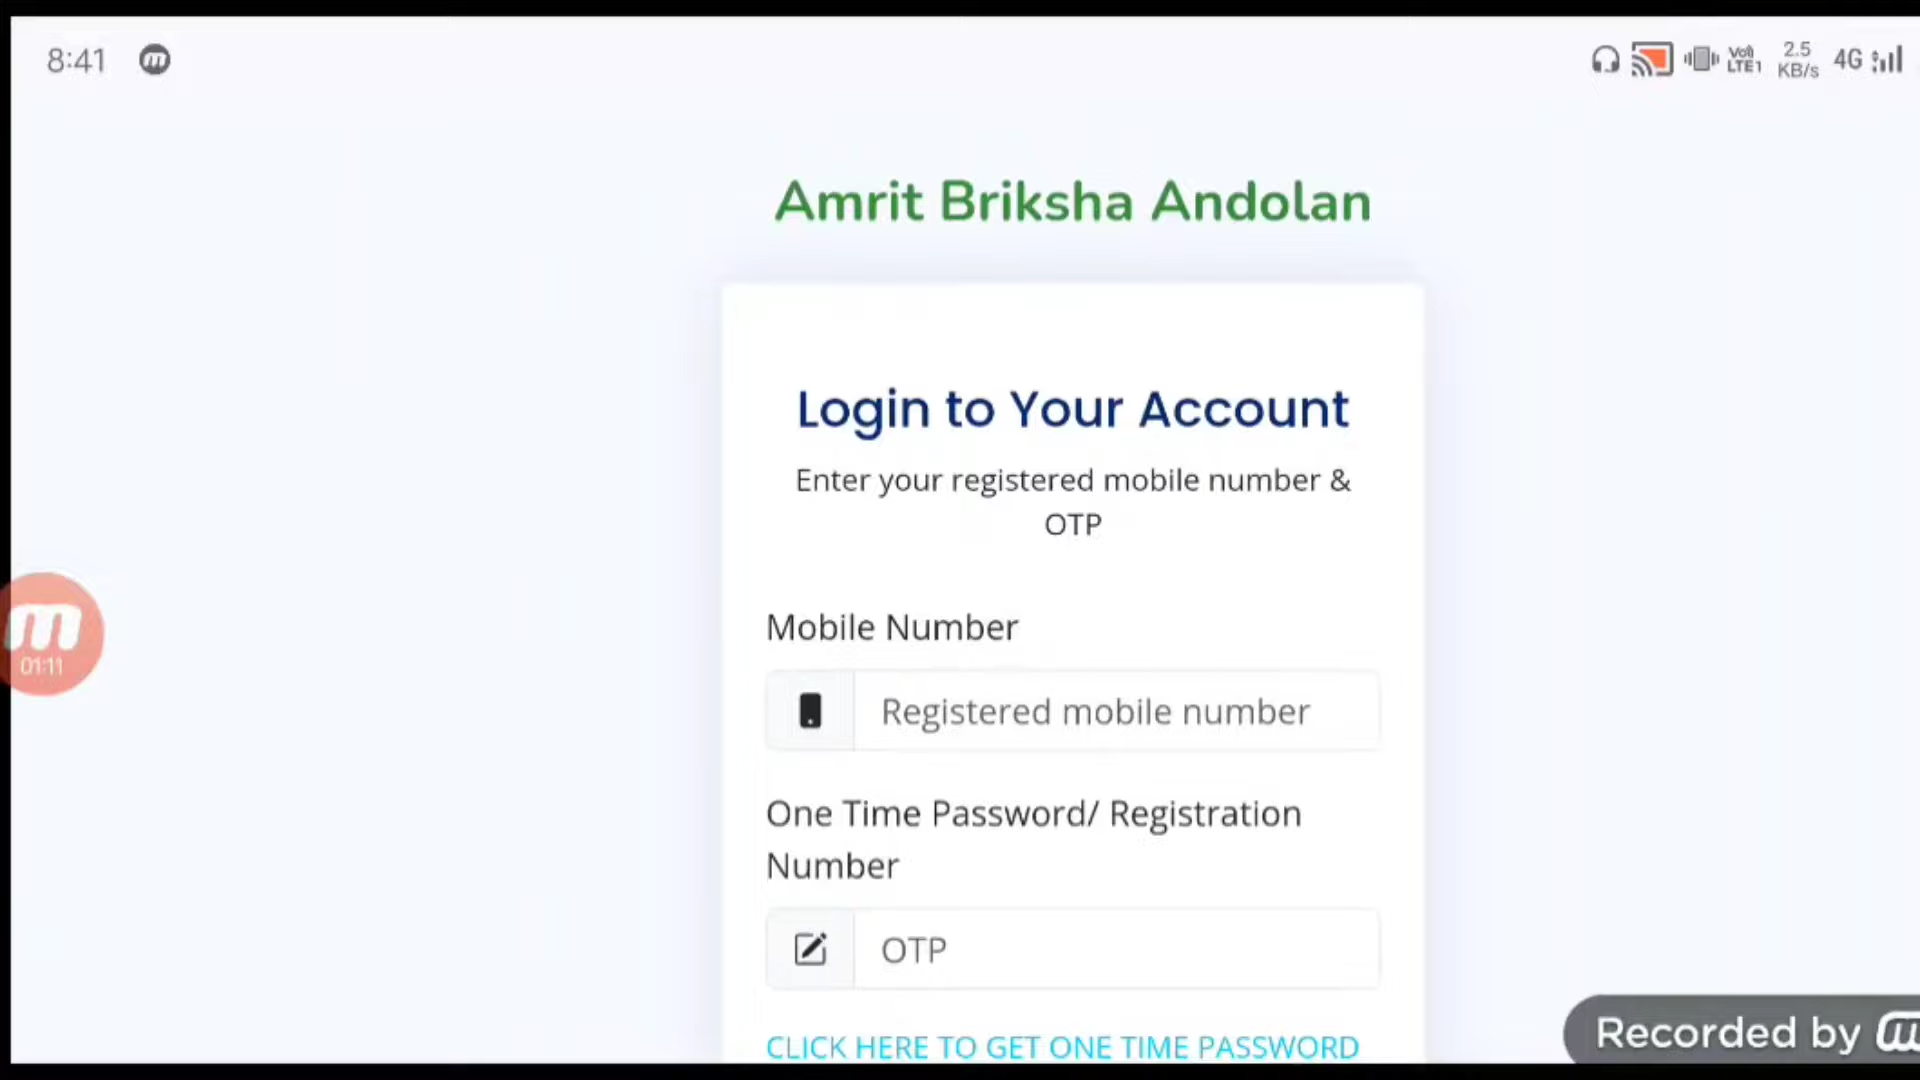 8:41
Vo))
LTE1
2.5
KB/s
4G
Amrit Briksha Andolan
Login to Your Account
Enter your registered mobile number &
OTP
Mobile Number
Registered mobile number
01:11
One Time Password/ Registration
Number
OTP
CLICK HERE TO GET ONE TIME PASSWORD
Recorded by